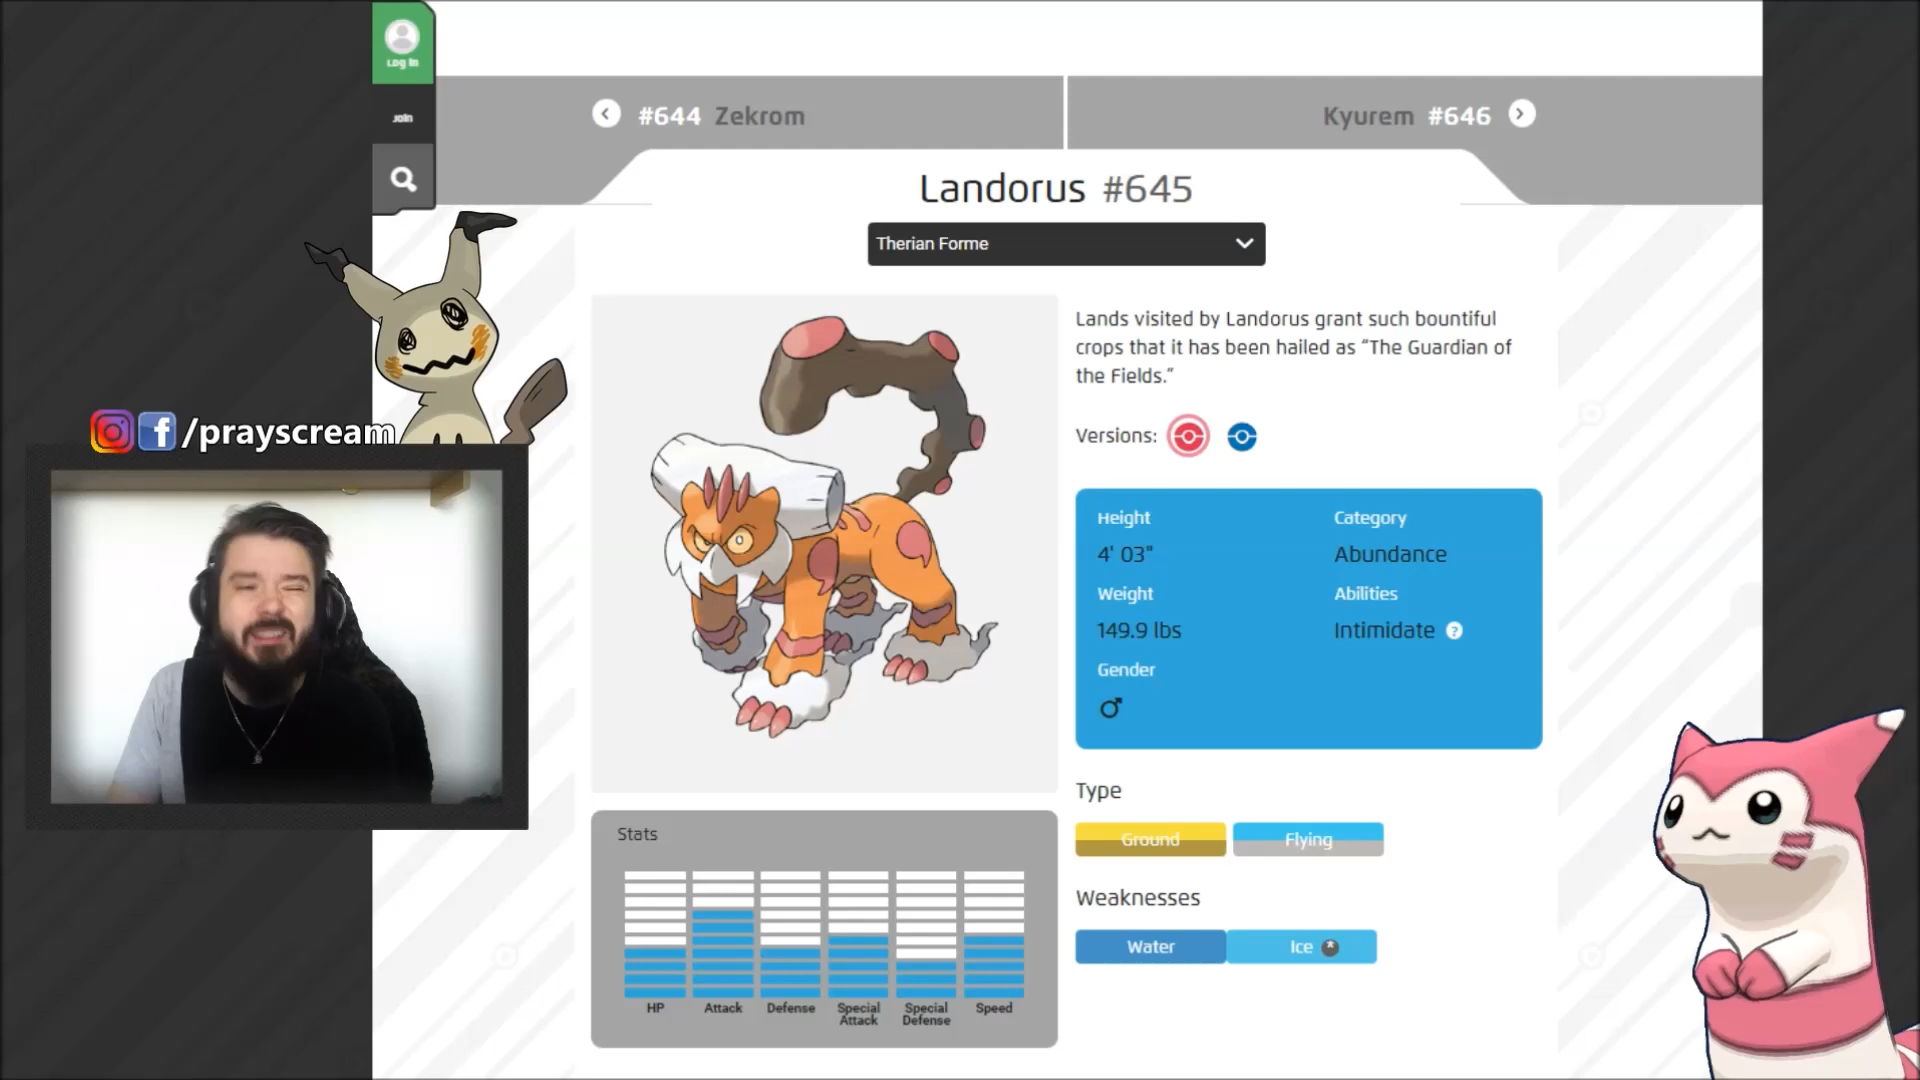 LOG IN
JOIN
#644 Zekrom
Kyurem #646
Landorus #645
Therian Forme
Lands visited by Landorus grant such bountiful
crops that it has been hailed as “The Guardian of
the Fields.”
Versions:
Height
4' 03"
Weight
149.9 lbs
Gender
Category
Abundance
Abilities
Intimidate ?
/prayscream
Type
Ground
Flying
Weaknesses
Water
Ice *
Stats
HP
Attack
Defense
Special
Attack
Special
Defense
Speed